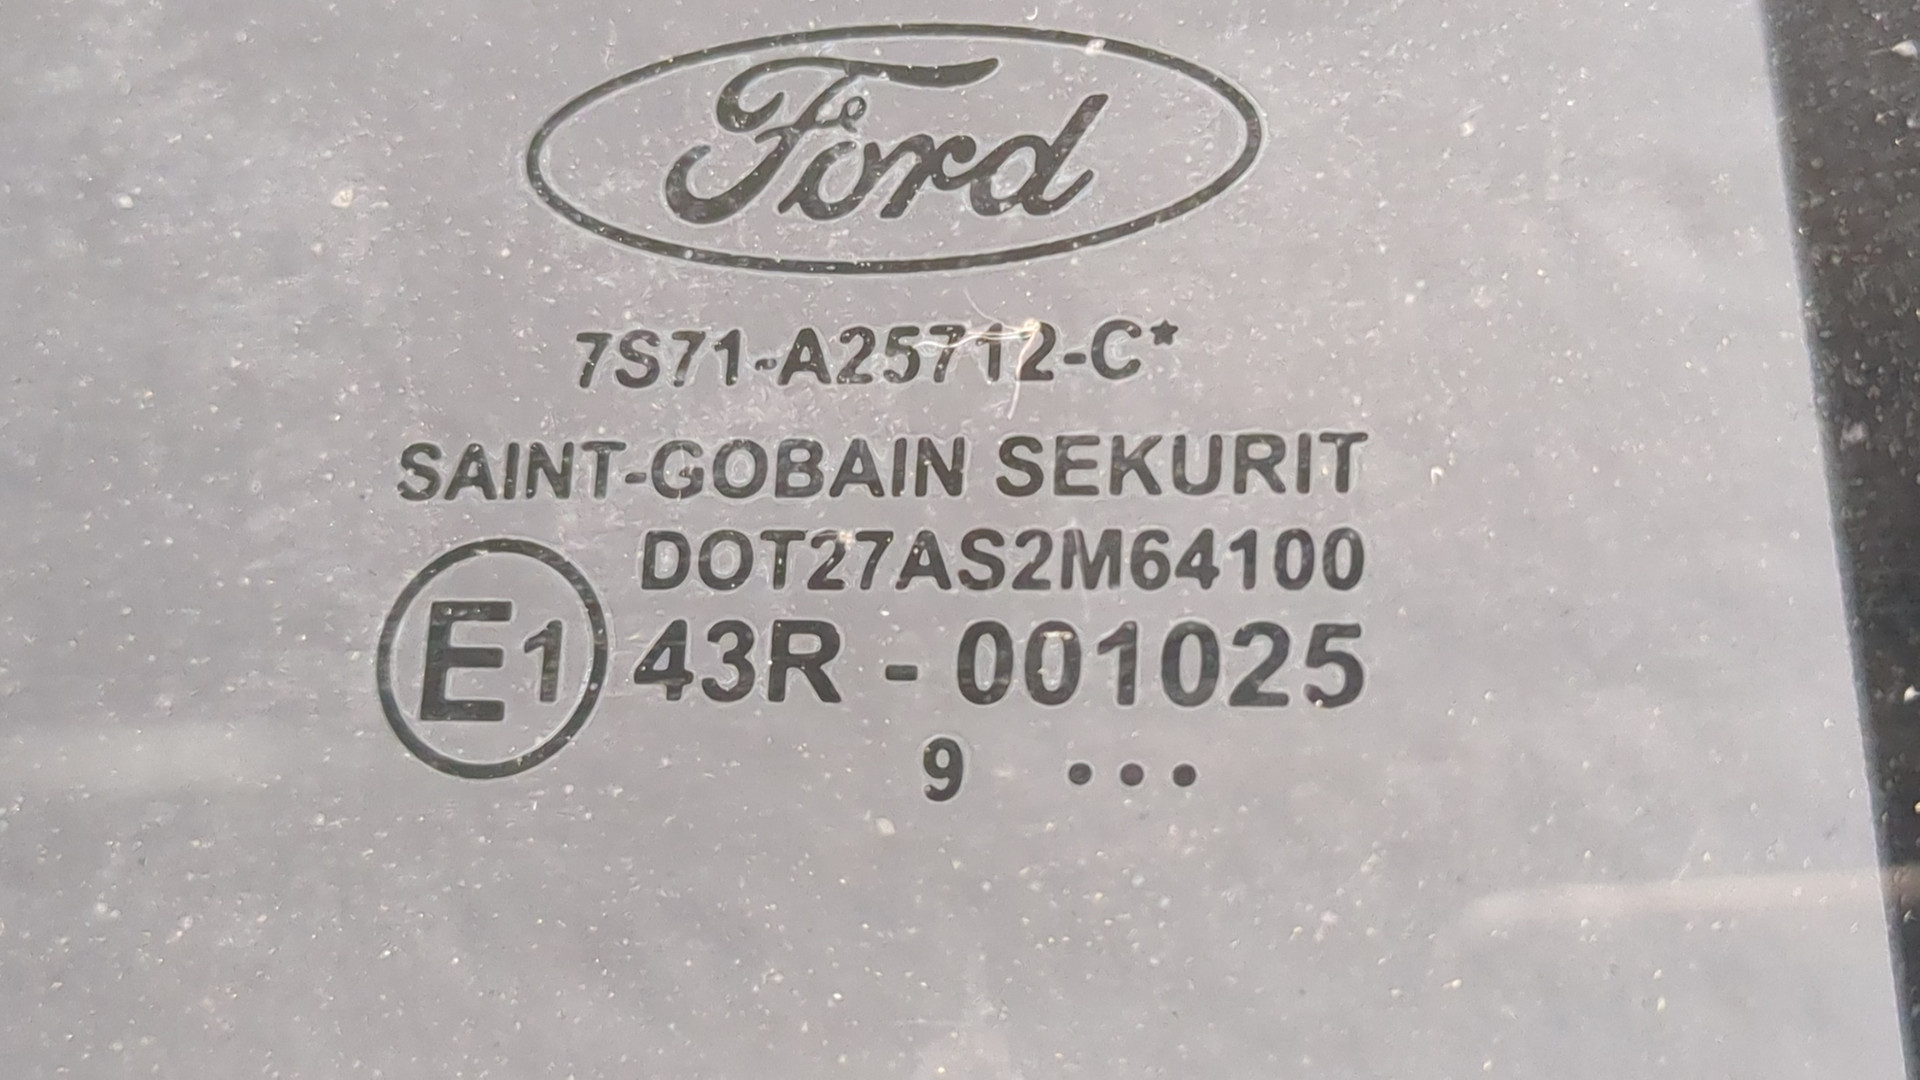 Ford
7S71-A25712-C*
SAINT-GOBAIN SEKURIT
DOT27AS2M64100
E1 43R - 001025
9 •••